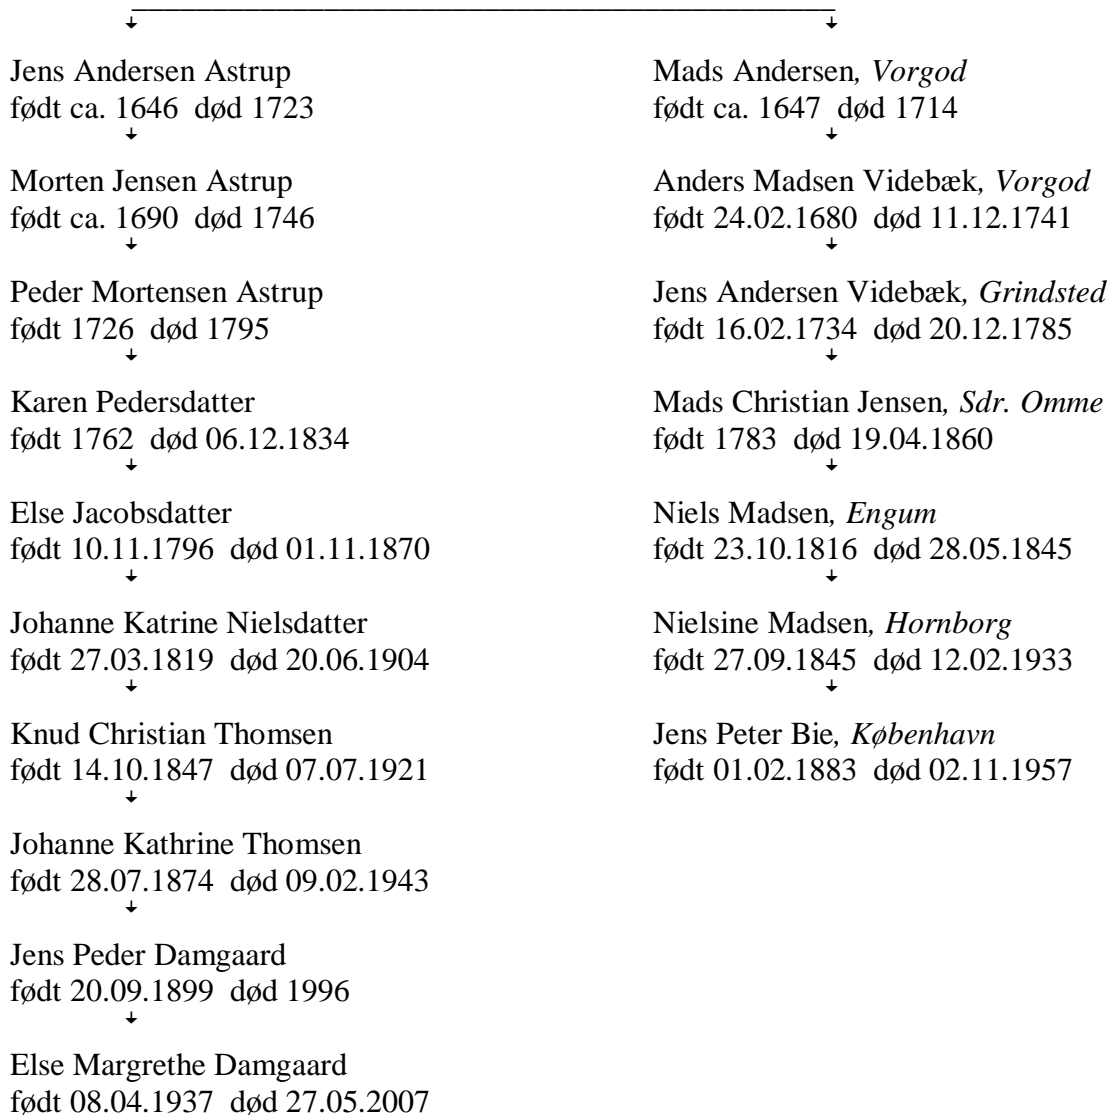 Jens Andersen Astrup
født ca. 1646 død 1723
Mads Andersen, Vorgod
født ca. 1647 død 1714
Morten Jensen Astrup
født ca. 1690 død 1746
Anders Madsen Videbæk, Vorgod
født 24.02.1680 død 11.12.1741
Peder Mortensen Astrup
født 1726 død 1795
Jens Andersen Videbæk, Grindsted
født 16.02.1734 død 20.12.1785
Karen Pedersdatter
født 1762 død 06.12.1834
Mads Christian Jensen, Sdr. Omme
født 1783 død 19.04.1860
Else Jacobsdatter
født 10.11.1796 død 01.11.1870
Niels Madsen, Engum
født 23.10.1816 død 28.05.1845
Johanne Katrine Nielsdatter
født 27.03.1819 død 20.06.1904
Nielsine Madsen, Hornborg
født 27.09.1845 død 12.02.1933
Knud Christian Thomsen
født 14.10.1847 død 07.07.1921
Jens Peter Bie, København
født 01.02.1883 død 02.11.1957
Johanne Kathrine Thomsen
født 28.07.1874 død 09.02.1943
Jens Peder Damgaard
født 20.09.1899 død 1996
Else Margrethe Damgaard
født 08.04.1937 død 27.05.2007